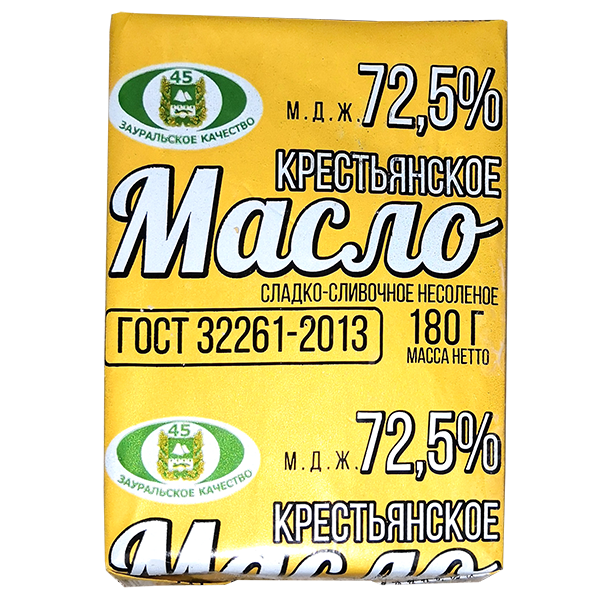 45
ЗАУРАЛЬСКОЕ КАЧЕСТВО
М.Д.Ж. 72,5%
КРЕСТЬЯНСКОЕ
Масло
СЛАДКО-СЛИВОЧНОЕ НЕСОЛЕНОЕ
ГОСТ 32261-2013
180 Г
МАССА НЕТТО
45
ЗАУРАЛЬСКОЕ КАЧЕСТВО
М.Д.Ж. 72,5%
КРЕСТЬЯНСКОЕ
Масло